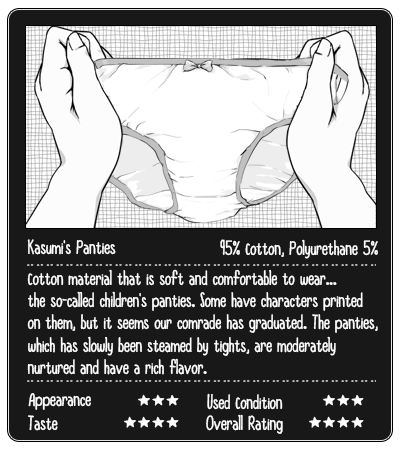 Kasumi's Panties
95% Cotton, Polyurethane 5%
Cotton material that is soft and comfortable to wear...
the so-called children's panties. Some have characters printed
on them, but it seems our comrade has graduated. The panties,
which has slowly been steamed by tights, are moderately
nurtured and have a rich flavor.
Appearance ★★★
Used Condition ★★★
Taste ★★★★
Overall Rating ★★★★